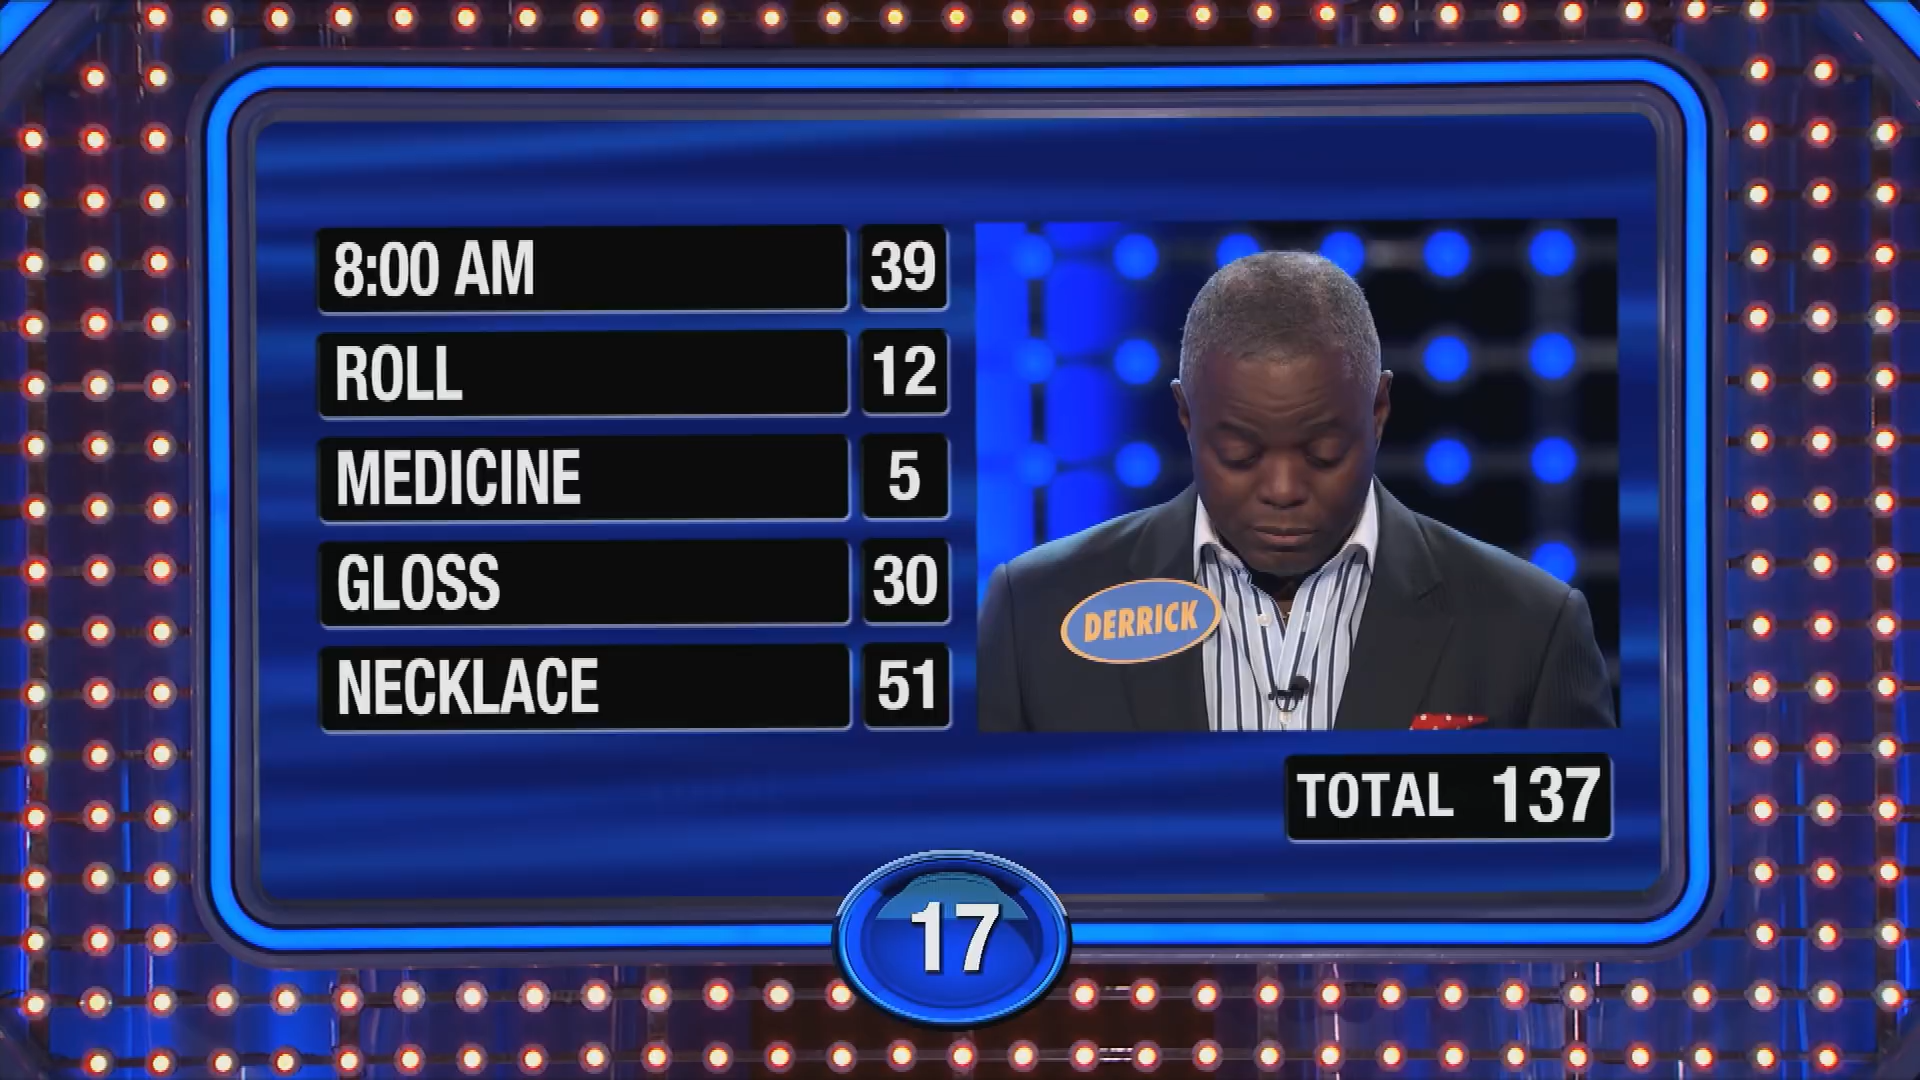 8:00 AM 39
ROLL 12
MEDICINE 5
GLOSS 30
NECKLACE 51
DERRICK
TOTAL 137
17